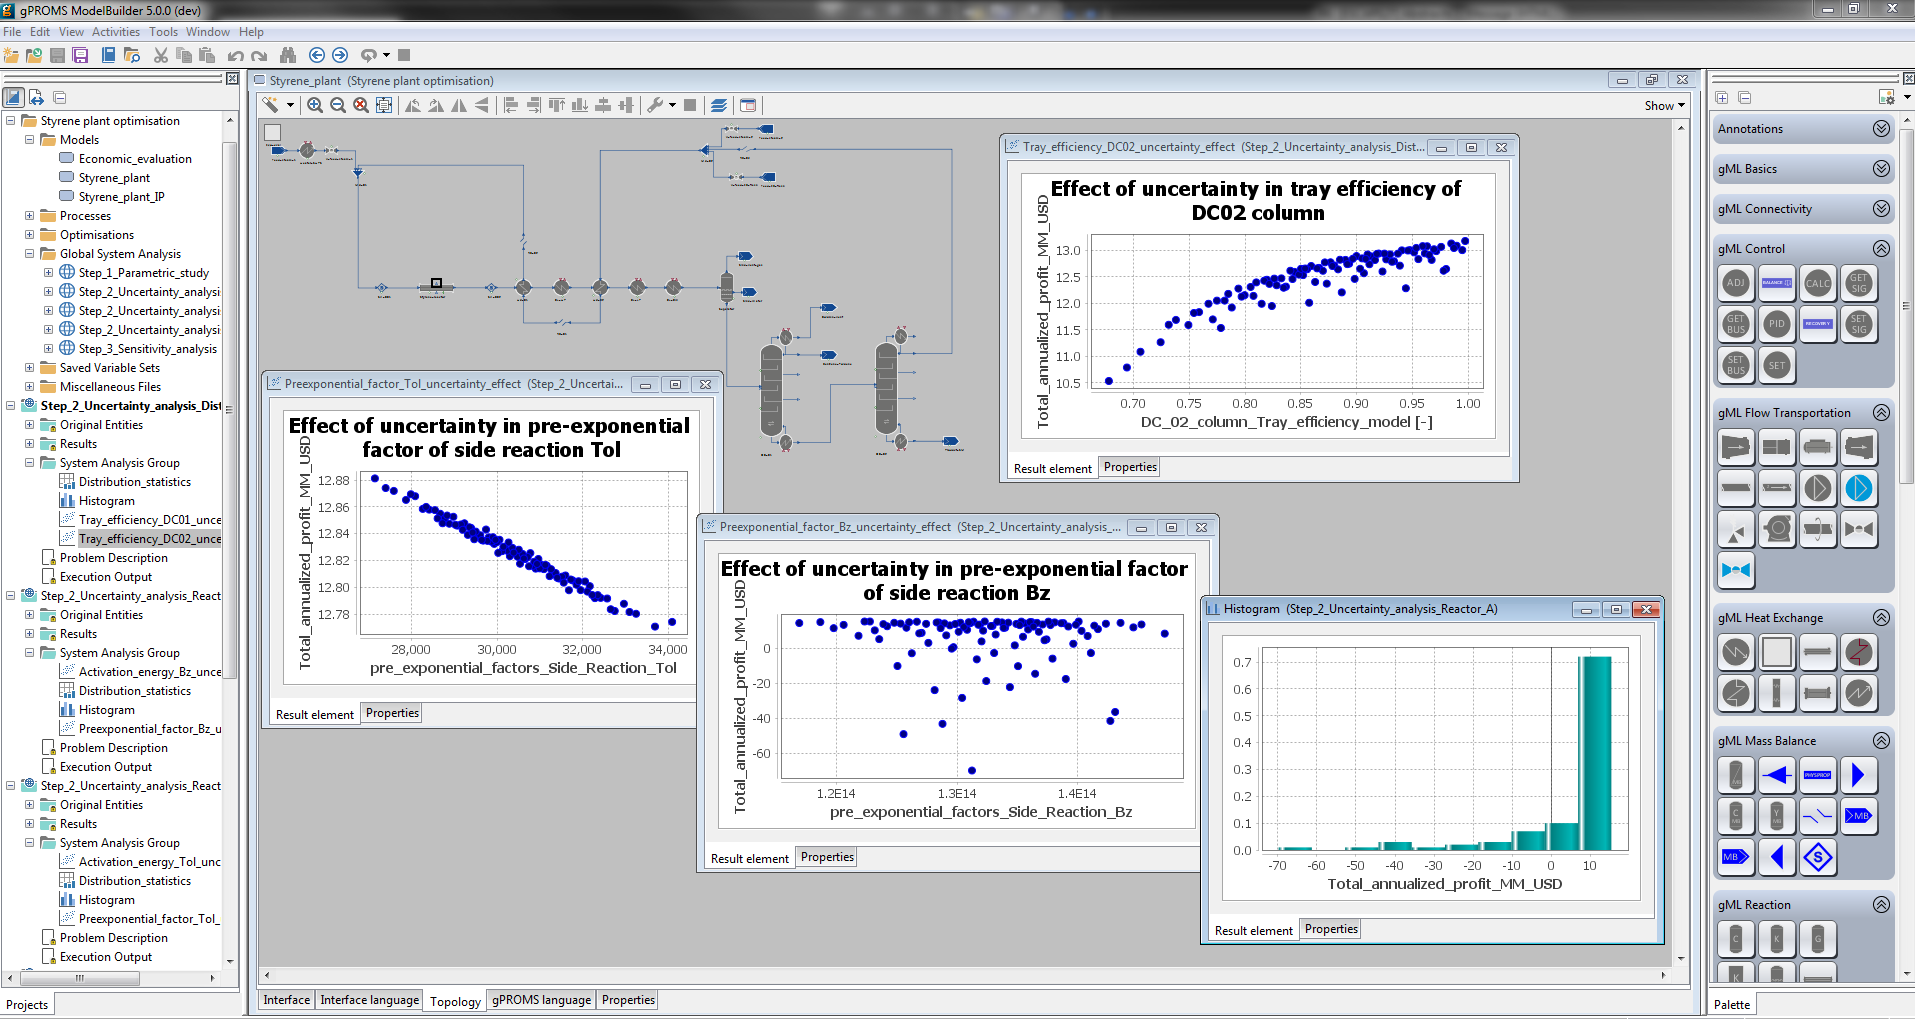 gPROMS ModelBuilder 5.0.0 (dev)
File Edit View Activities Tools Window Help
Styrene plant optimisation
Models
Economic_evaluation
Styrene_plant
Styrene_plant_IP
Processes
Optimisations
Global System Analysis
Step_1_Parametric_study
Step_2_Uncertainty_analysi
Step_2_Uncertainty_analysi
Step_2_Uncertainty_analysi
Step_3_Sensitivity_analysis
Saved Variable Sets
Miscellaneous Files
Step_2_Uncertainty_analysis_Dist
Original Entities
Results
System Analysis Group
Distribution_statistics
Histogram
Tray_efficiency_DC01_unce
Tray_efficiency_DC02_unce
Problem Description
Execution Output
Step_2_Uncertainty_analysis_React
Original Entities
Results
System Analysis Group
Activation_energy_Bz_unce
Distribution_statistics
Histogram
Preexponential_factor_Bz_u
Problem Description
Execution Output
Step_2_Uncertainty_analysis_React
Original Entities
Results
System Analysis Group
Activation_energy_Tol_unc
Distribution_statistics
Histogram
Preexponential_factor_Tol_
Problem Description
Execution Output
Projects
Styrene_plant (Styrene plant optimisation)
Show
Tray_efficiency_DC02_uncertainty_effect (Step_2_Uncertainty_analysis_Dist...
Effect of uncertainty in tray efficiency of
DC02 column
Total_annualized_profit_MM_USD
13.0
12.5
12.0
11.5
11.0
10.5
0.70 0.75 0.80 0.85 0.90 0.95 1.00
DC_02_column_Tray_efficiency_model [-]
Result element Properties
Preexponential_factor_Tol_uncertainty_effect (Step_2_Uncertai...
Effect of uncertainty in pre-exponential
factor of side reaction Tol
Total_annualized_profit_MM_USD
12.88
12.86
12.84
12.82
12.80
12.78
28,000 30,000 32,000 34,000
pre_exponential_factors_Side_Reaction_Tol
Result element Properties
Preexponential_factor_Bz_uncertainty_effect (Step_2_Uncertainty_analysis_...
Effect of uncertainty in pre-exponential factor
of side reaction Bz
Total_annualized_profit_MM_USD
0
-20
-40
-60
1.2E14 1.3E14 1.4E14
pre_exponential_factors_Side_Reaction_Bz
Result element Properties
Histogram (Step_2_Uncertainty_analysis_Reactor_A)
0.7
0.6
0.5
0.4
0.3
0.2
0.1
0.0
-70 -60 -50 -40 -30 -20 -10 0 10
Total_annualized_profit_MM_USD
Result element Properties
Interface Interface language Topology gPROMS language Properties
Annotations
gML Basics
gML Connectivity
gML Control
ADJ BALANCE CALC GET SIG
GET BUS PID RECOVERY SET SIG
SET BUS SET
gML Flow Transportation
gML Heat Exchange
gML Mass Balance
MB PHYSPROP
C MB Y MB MB
MB S
gML Reaction
C K G
K
Palette